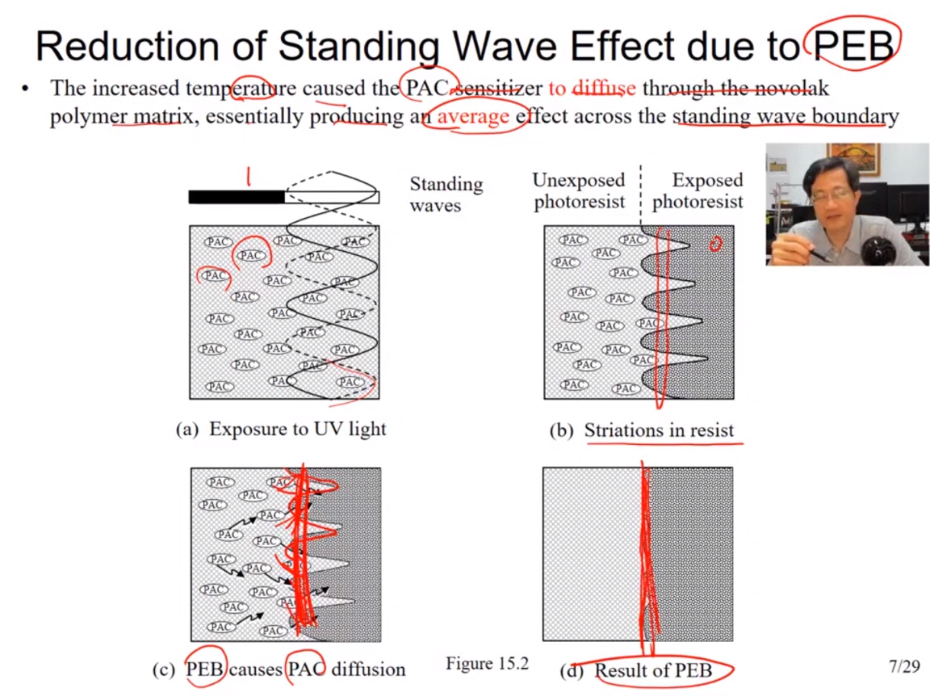 Reduction of Standing Wave Effect due to PEB
• The increased temperature caused the PAC sensitizer to diffuse through the novolak
polymer matrix, essentially producing an average effect across the standing wave boundary
Standing
waves
Unexposed
photoresist
Exposed
photoresist
PAC PAC PAC PAC PAC PAC PAC PAC PAC PAC PAC PAC PAC PAC PAC PAC PAC PAC PAC PAC PAC PAC PAC PAC PAC
PAC PAC PAC PAC PAC PAC PAC PAC PAC PAC PAC PAC PAC PAC PAC PAC PAC
(a) Exposure to UV light
(b) Striations in resist
PAC PAC PAC PAC PAC PAC PAC PAC PAC PAC PAC PAC PAC PAC
(c) PEB causes PAC diffusion
Figure 15.2
(d) Result of PEB
7/29